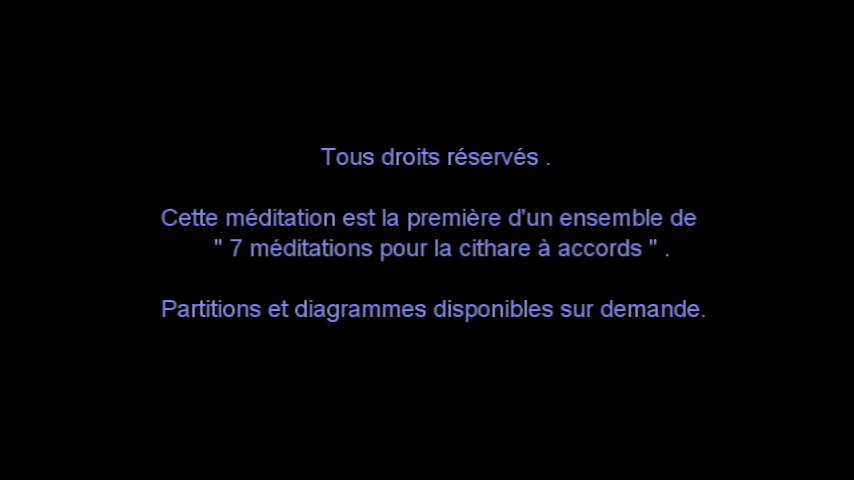 Tous droits réservés .
Cette méditation est la première d'un ensemble de
" 7 méditations pour la cithare à accords " .
Partitions et diagrammes disponibles sur demande.